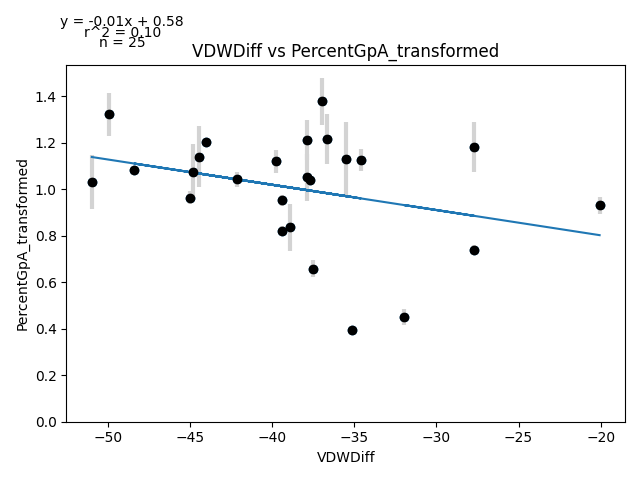 y = -0.01x + 0.58
r^2 = 0.10
n = 25
VDWDiff vs PercentGpA_transformed
PercentGpA_transformed
1.4
1.2
1.0
0.8
0.6
0.4
0.2
0.0
−50
−45
−40
−35
−30
−25
−20
VDWDiff